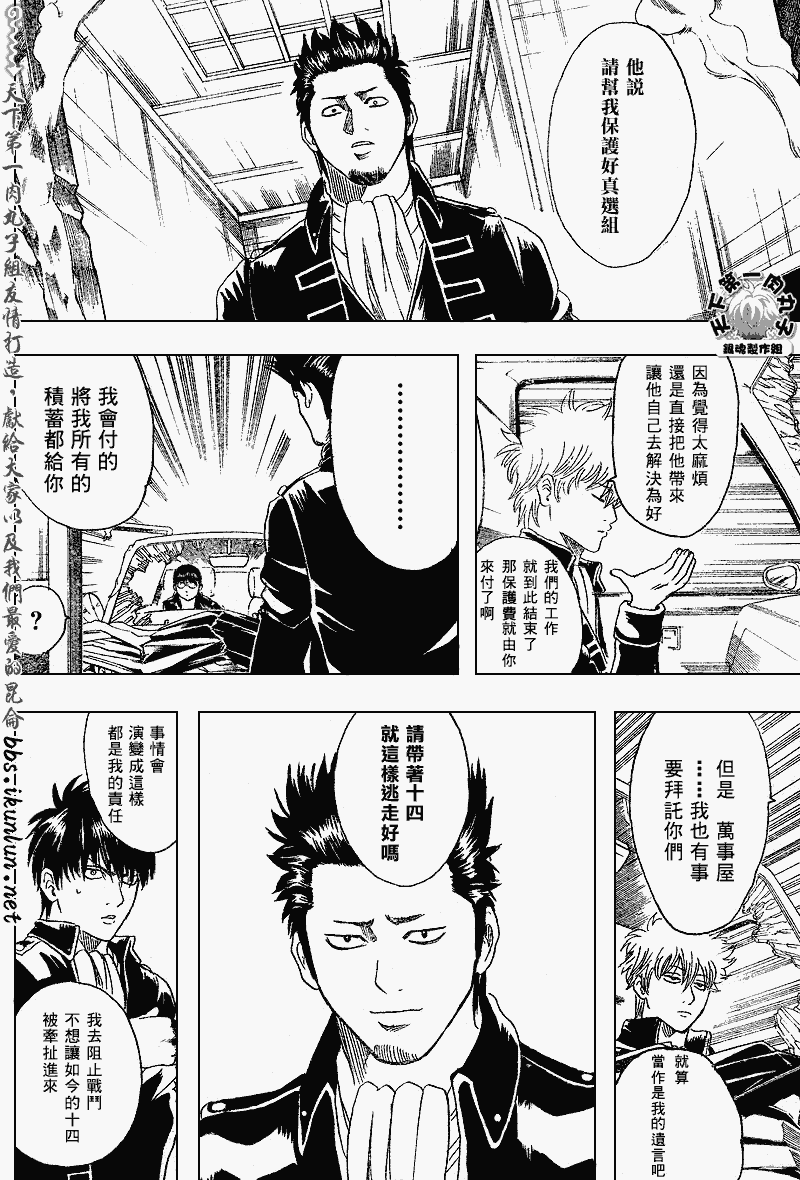 他說
請幫我保護好真選組
因為覺得太麻煩
還是直接把他帶來
讓他自己去解決為好
我們的工作
就到此結束了
那保護費就由你
來付了啊
…………
我會付的
將我所有的
積蓄都給你
?
但是 萬事屋
……我也有事
要拜託你們
就算
當作是我的遺言吧
請帶著十四
就這樣逃走好嗎
事情會
演變成這樣
都是我的責任
我去阻止戰鬥
不想讓如今的十四
被牽扯進來
天下第一肉丸子組友情打造,獻給大家以及我們最愛的昆侖-bbs.ikunlun.net
天下第一肉丸子
銀魂製作組